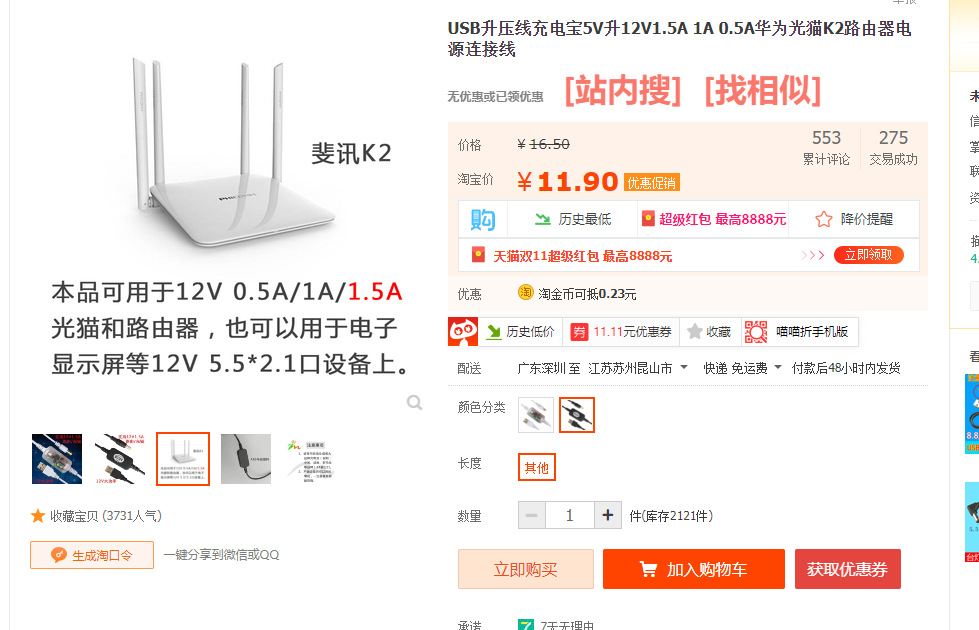 USB升压线充电宝5V升12V1.5A 1A 0.5A华为光猫K2路由器电
源连接线
无优惠或已领优惠
[站内搜] [找相似]
斐讯K2
本品可用于12V 0.5A/1A/1.5A
光猫和路由器，也可以用于电子
显示屏等12V 5.5*2.1口设备上。
价格
¥ 16.50
553
累计评论
275
交易成功
淘宝价
¥ 11.90
优惠促销
购
历史最低
超级红包 最高8888元
降价提醒
天猫双11超级红包 最高8888元
>>>
立即领取
优惠
淘
淘金币可抵0.23元
历史低价
券
11.11元优惠券
收藏
喵喵折手机版
配送
广东深圳 至 江苏苏州昆山市
快递 免运费
付款后48小时内发货
颜色分类
长度
其他
数量
− 1 +
件(库存2121件)
收藏宝贝 (3731人气)
生成淘口令
一键分享到微信或QQ
立即购买
加入购物车
获取优惠券
承诺
7
7天无理由